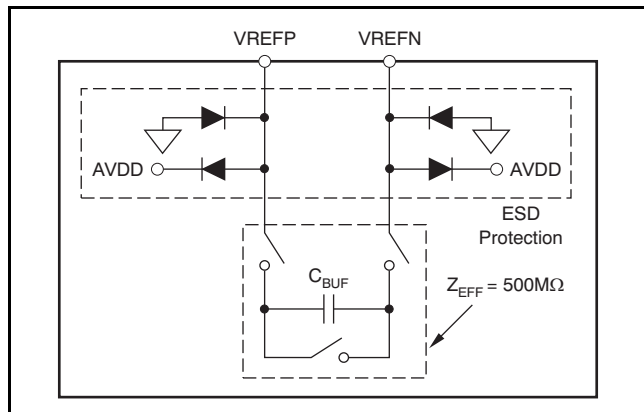 VREFP VREFN
AVDD AVDD
ESD
Protection
C_BUF
Z_EFF = 500MΩ